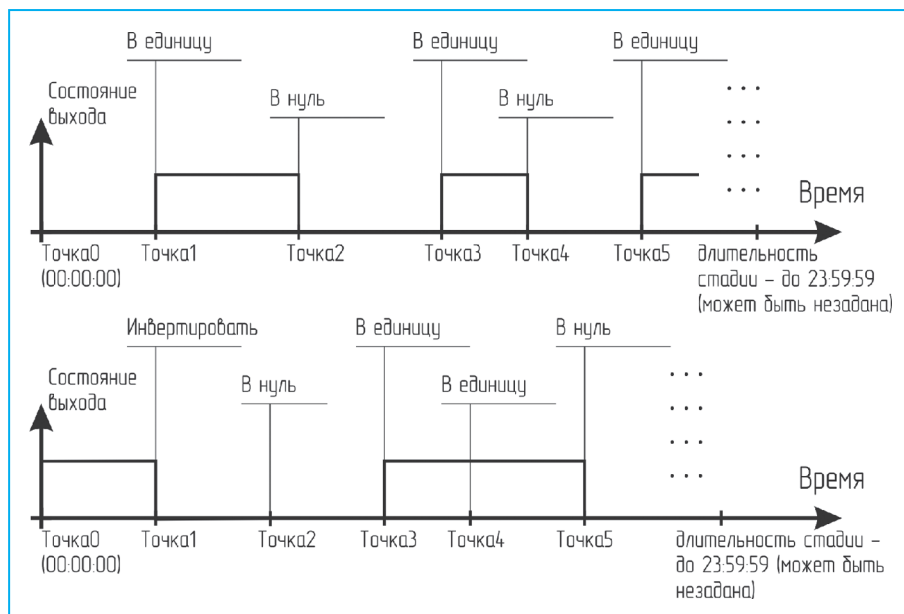 В единицу
В единицу
В единицу
Состояние
выхода
В нуль
В нуль
Время
Точка0
(00:00:00)
Точка1
Точка2
Точка3
Точка4
Точка5
длительность
стадии – до 23:59:59
(может быть незадана)
Инвертировать
В единицу
В нуль
Состояние
выхода
В нуль
В единицу
Время
Точка0
(00:00:00)
Точка1
Точка2
Точка3
Точка4
Точка5
длительность стадии –
до 23:59:59 (может быть
незадана)